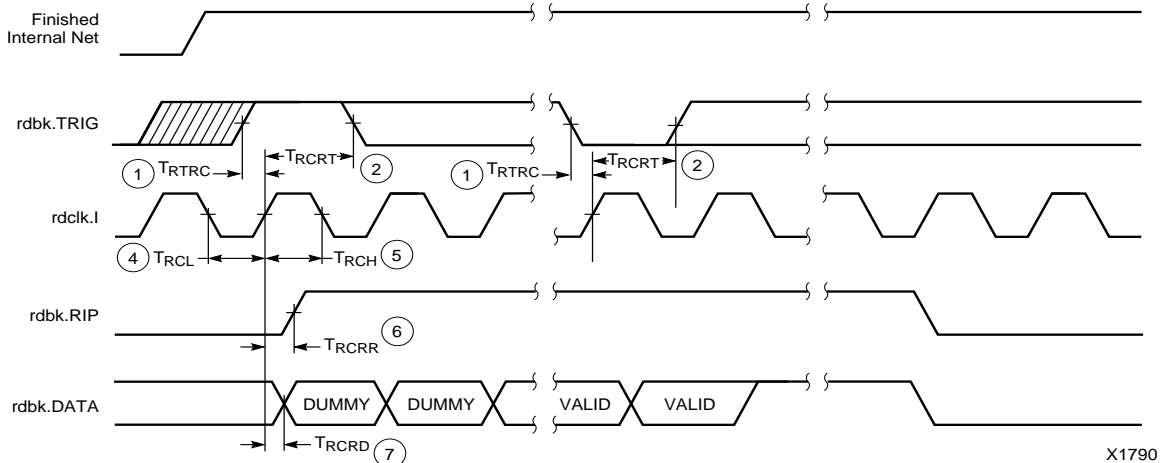 Finished
Internal Net
rdbk.TRIG
1 TRTRC TRCRT 2 1 TRTRC TRCRT 2
rdclk.I
4 TRCL TRCH 5
rdbk.RIP
TRCRR 6
rdbk.DATA DUMMY DUMMY VALID VALID
TRCRD 7
X1790